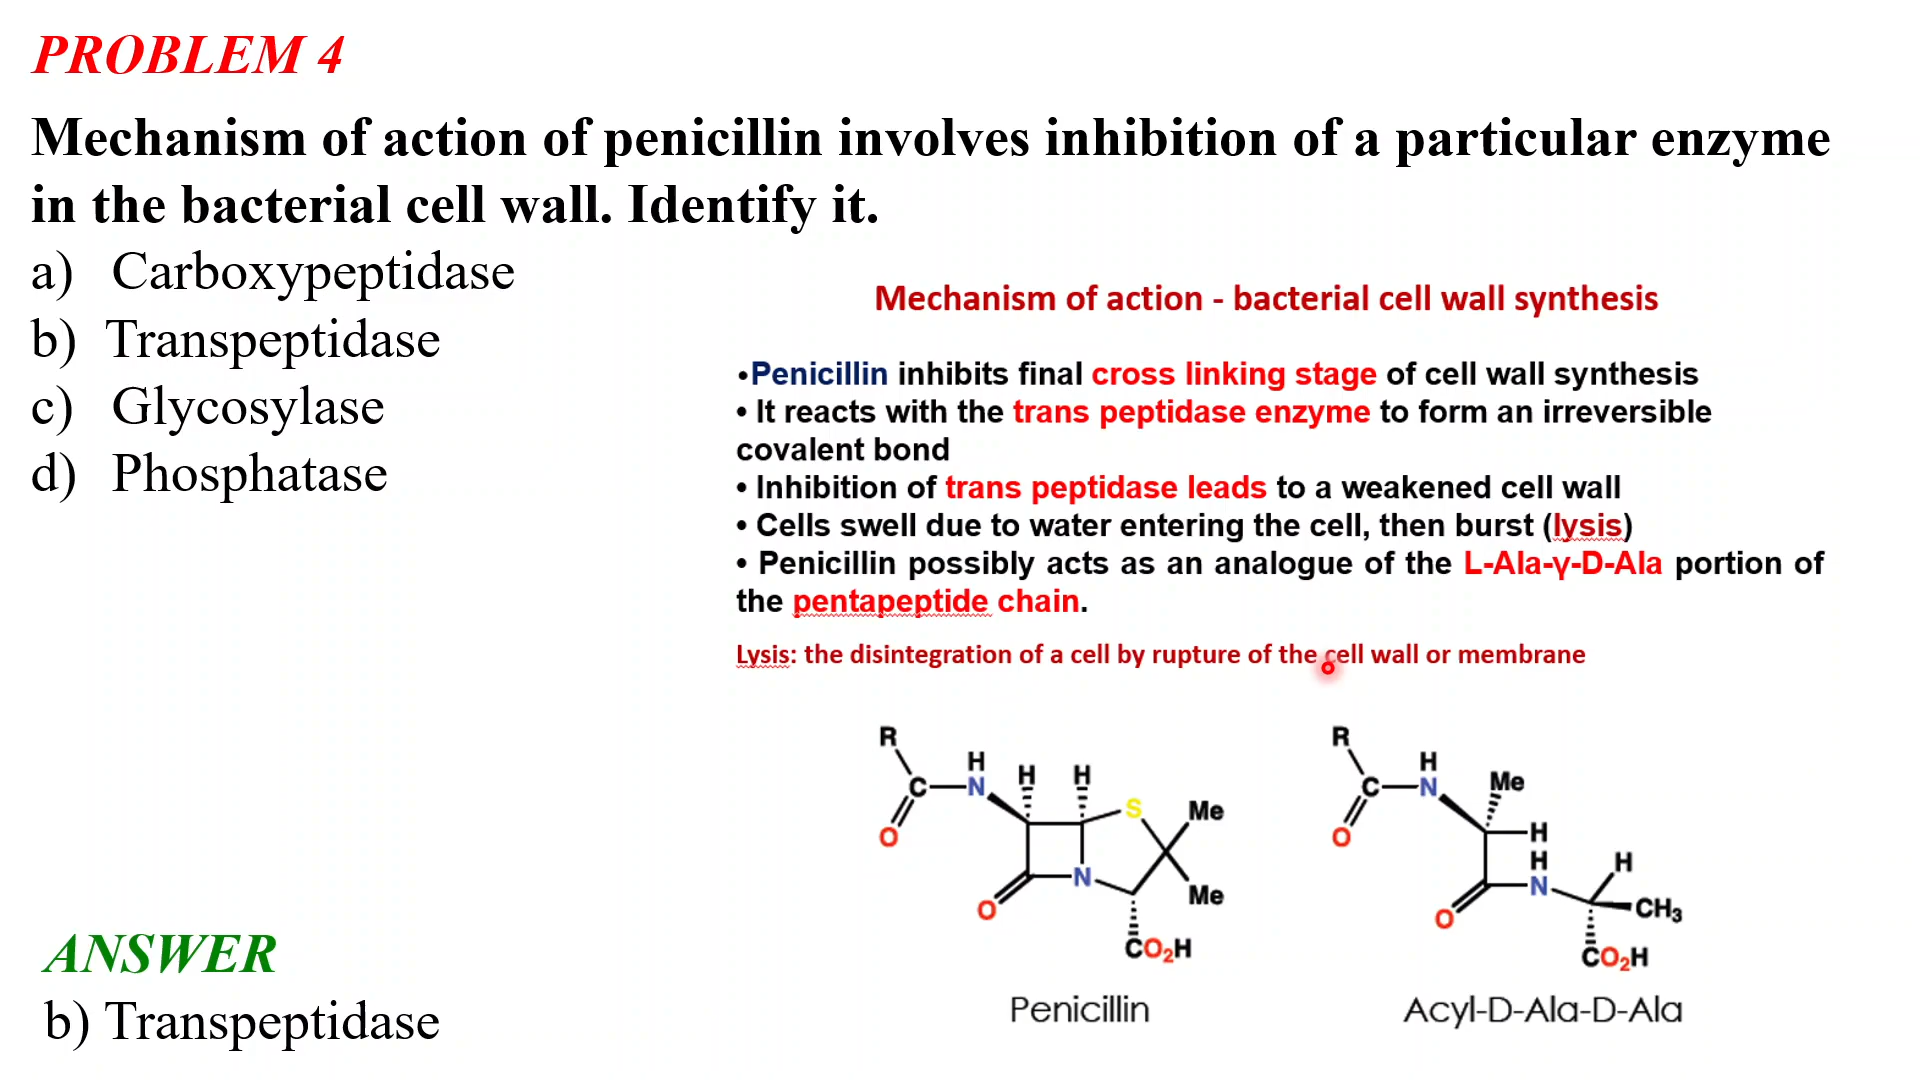 PROBLEM 4
Mechanism of action of penicillin involves inhibition of a particular enzyme
in the bacterial cell wall. Identify it.
a) Carboxypeptidase
b) Transpeptidase
c) Glycosylase
d) Phosphatase
Mechanism of action - bacterial cell wall synthesis
•Penicillin inhibits final cross linking stage of cell wall synthesis
• It reacts with the trans peptidase enzyme to form an irreversible
covalent bond
• Inhibition of trans peptidase leads to a weakened cell wall
• Cells swell due to water entering the cell, then burst (lysis)
• Penicillin possibly acts as an analogue of the L-Ala-γ-D-Ala portion of
the pentapeptide chain.
Lysis: the disintegration of a cell by rupture of the cell wall or membrane
R
H
H H
C N
S Me
O
N
Me
O
CO₂H
Penicillin
R
H
Me
C N
O
H
H
H
N
CH₃
O
CO₂H
Acyl-D-Ala-D-Ala
ANSWER
b) Transpeptidase